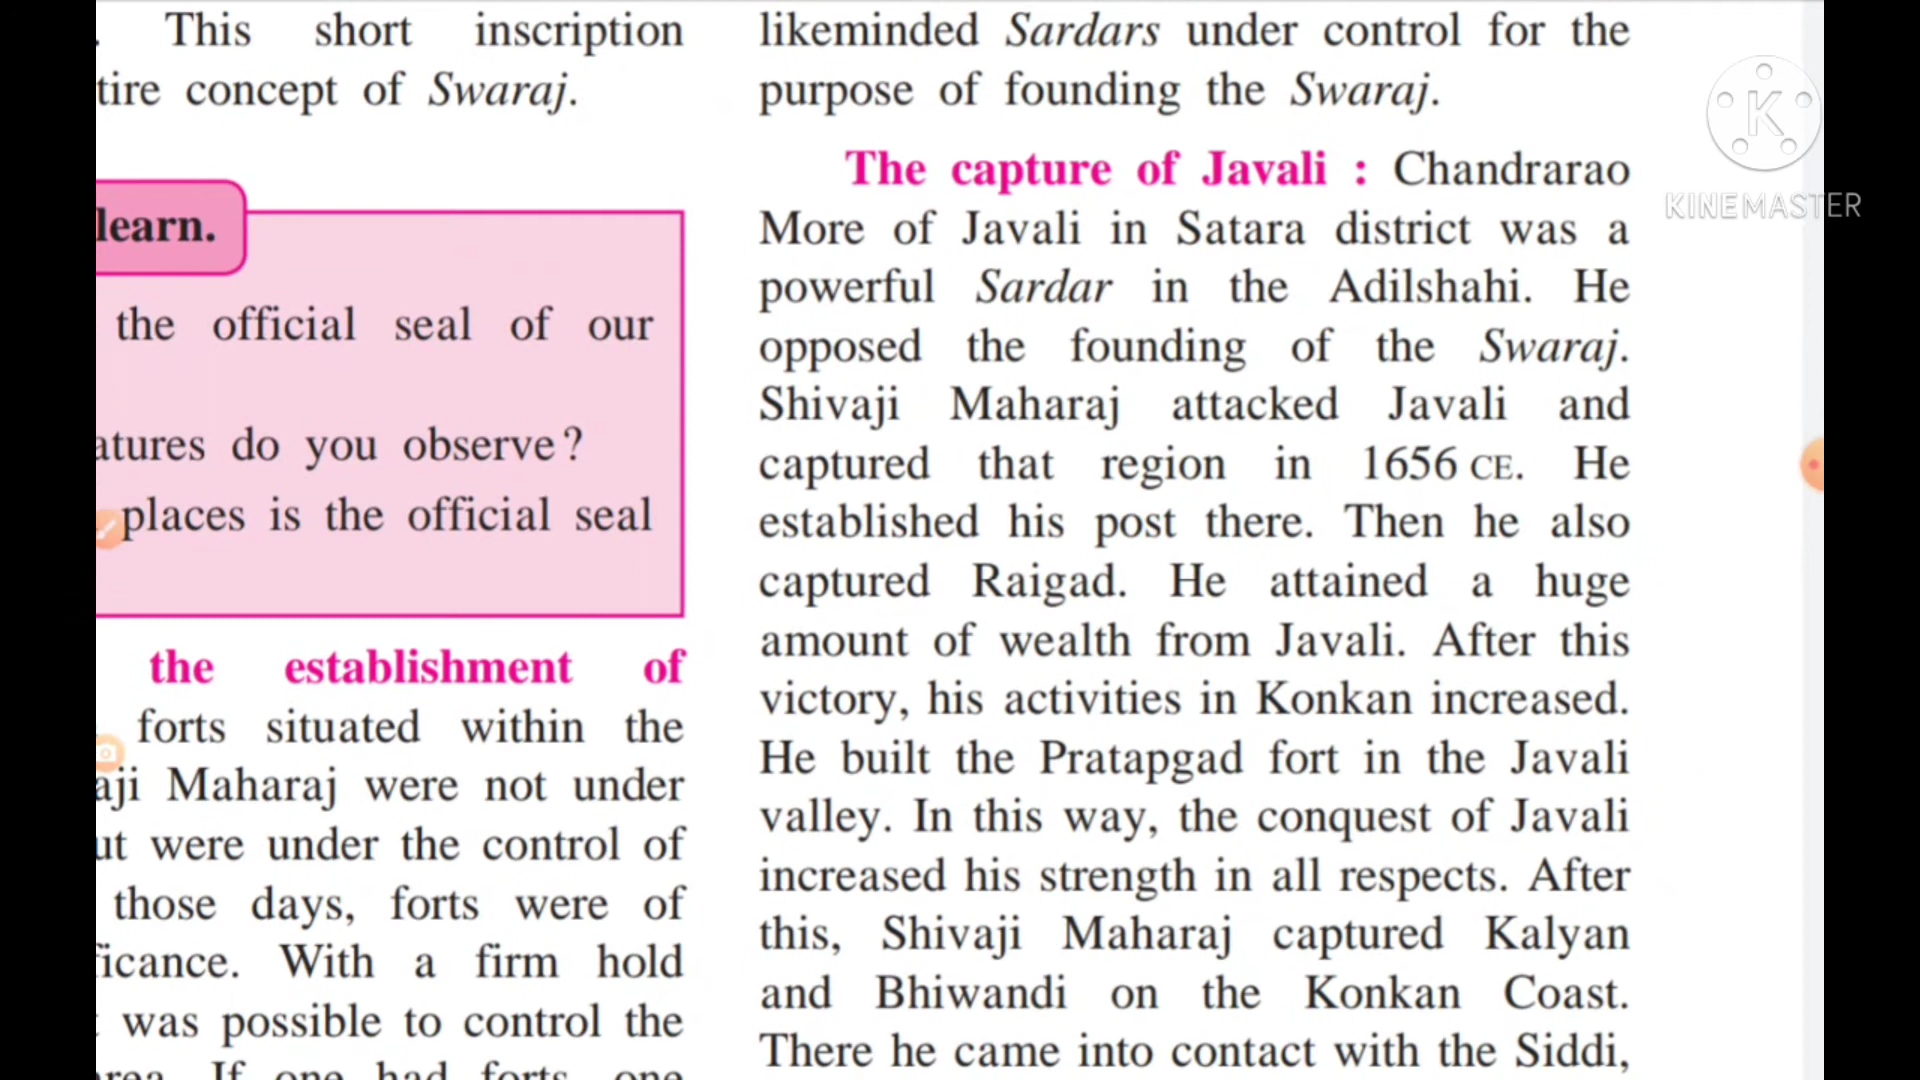 . This short inscription
tire concept of Swaraj.
learn.
the official seal of our
atures do you observe?
places is the official seal
the establishment of
forts situated within the
aji Maharaj were not under
ut were under the control of
those days, forts were of
ficance. With a firm hold
was possible to control the
area. If one had forts, one
likeminded Sardars under control for the
purpose of founding the Swaraj.
The capture of Javali : Chandrarao
More of Javali in Satara district was a
powerful Sardar in the Adilshahi. He
opposed the founding of the Swaraj.
Shivaji Maharaj attacked Javali and
captured that region in 1656 CE. He
established his post there. Then he also
captured Raigad. He attained a huge
amount of wealth from Javali. After this
victory, his activities in Konkan increased.
He built the Pratapgad fort in the Javali
valley. In this way, the conquest of Javali
increased his strength in all respects. After
this, Shivaji Maharaj captured Kalyan
and Bhiwandi on the Konkan Coast.
There he came into contact with the Siddi,
K
KINEMASTER